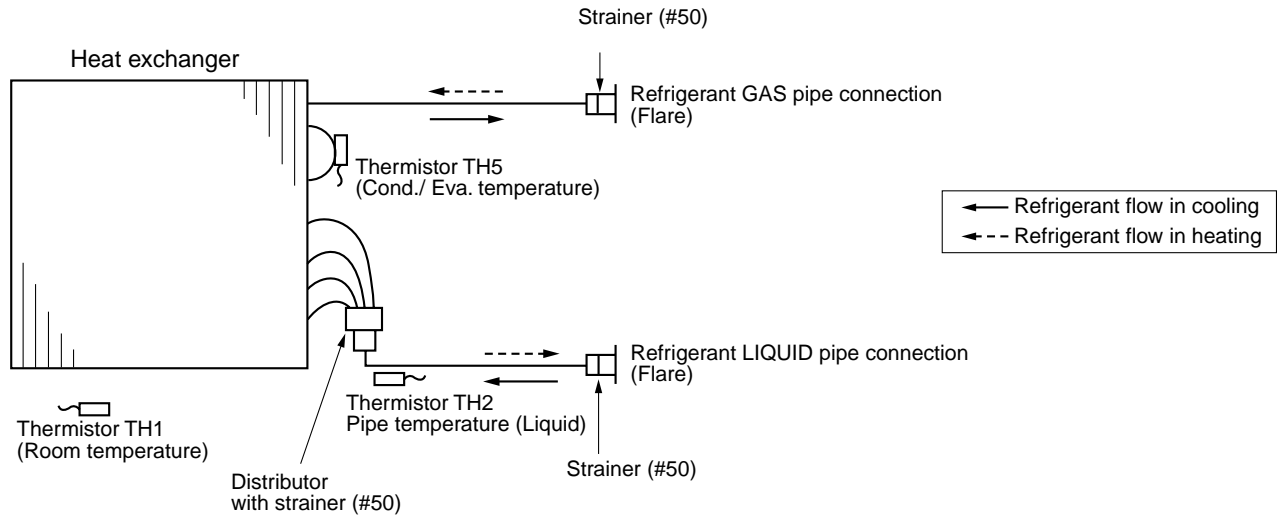 Strainer (#50)
Heat exchanger
Refrigerant GAS pipe connection
(Flare)
Thermistor TH5
(Cond./ Eva. temperature)
Refrigerant flow in cooling
Refrigerant flow in heating
Refrigerant LIQUID pipe connection
(Flare)
Thermistor TH2
Pipe temperature (Liquid)
Thermistor TH1
(Room temperature)
Strainer (#50)
Distributor
with strainer (#50)